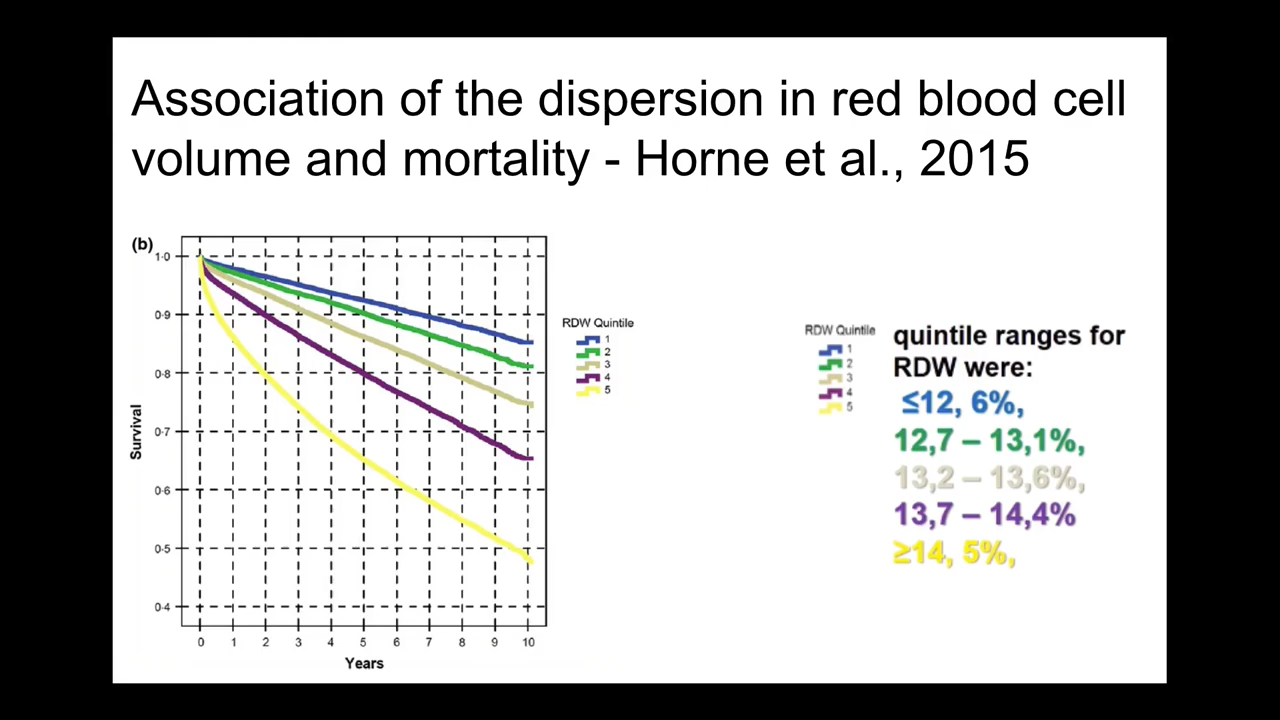 Association of the dispersion in red blood cell
volume and mortality - Horne et al., 2015
(b)
1·0
0·9
0·8
0·7
0·6
0·5
0·4
Survival
0 1 2 3 4 5 6 7 8 9 10
Years
RDW Quintile
1
2
3
4
5
RDW Quintile
1
2
3
4
5
quintile ranges for
RDW were:
≤12, 6%,
12,7 – 13,1%,
13,2 – 13,6%,
13,7 – 14,4%
≥14, 5%,